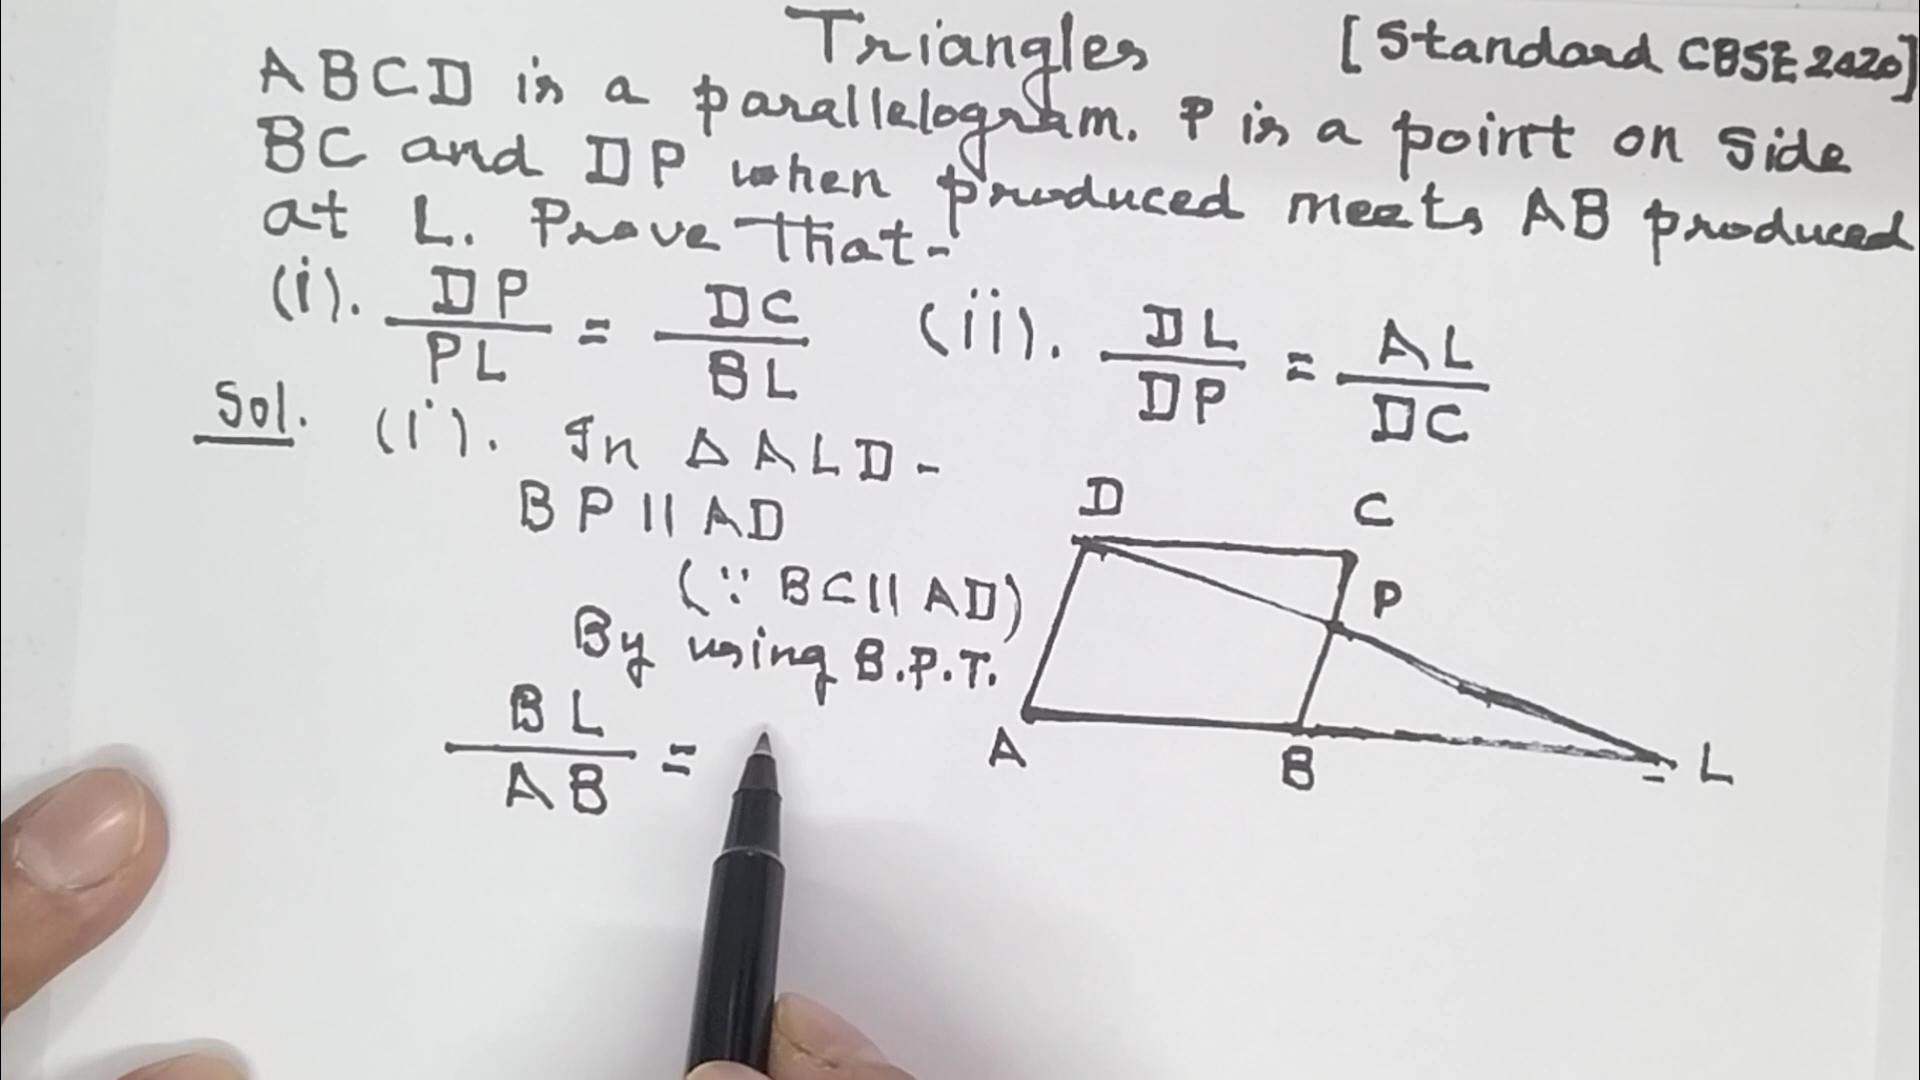 Triangles [Standard CBSE 2020]
ABCD is a parallelogram. P is a point on side
BC and DP when produced meets AB produced
at L. Prove that-
(i). DP/PL = DC/BL (ii). DL/DP = AL/DC
Sol. (i). In Δ ALD -
BP || AD
(∵ BC || AD)
By using B.P.T.
BL/AB =
D C
P
A B L